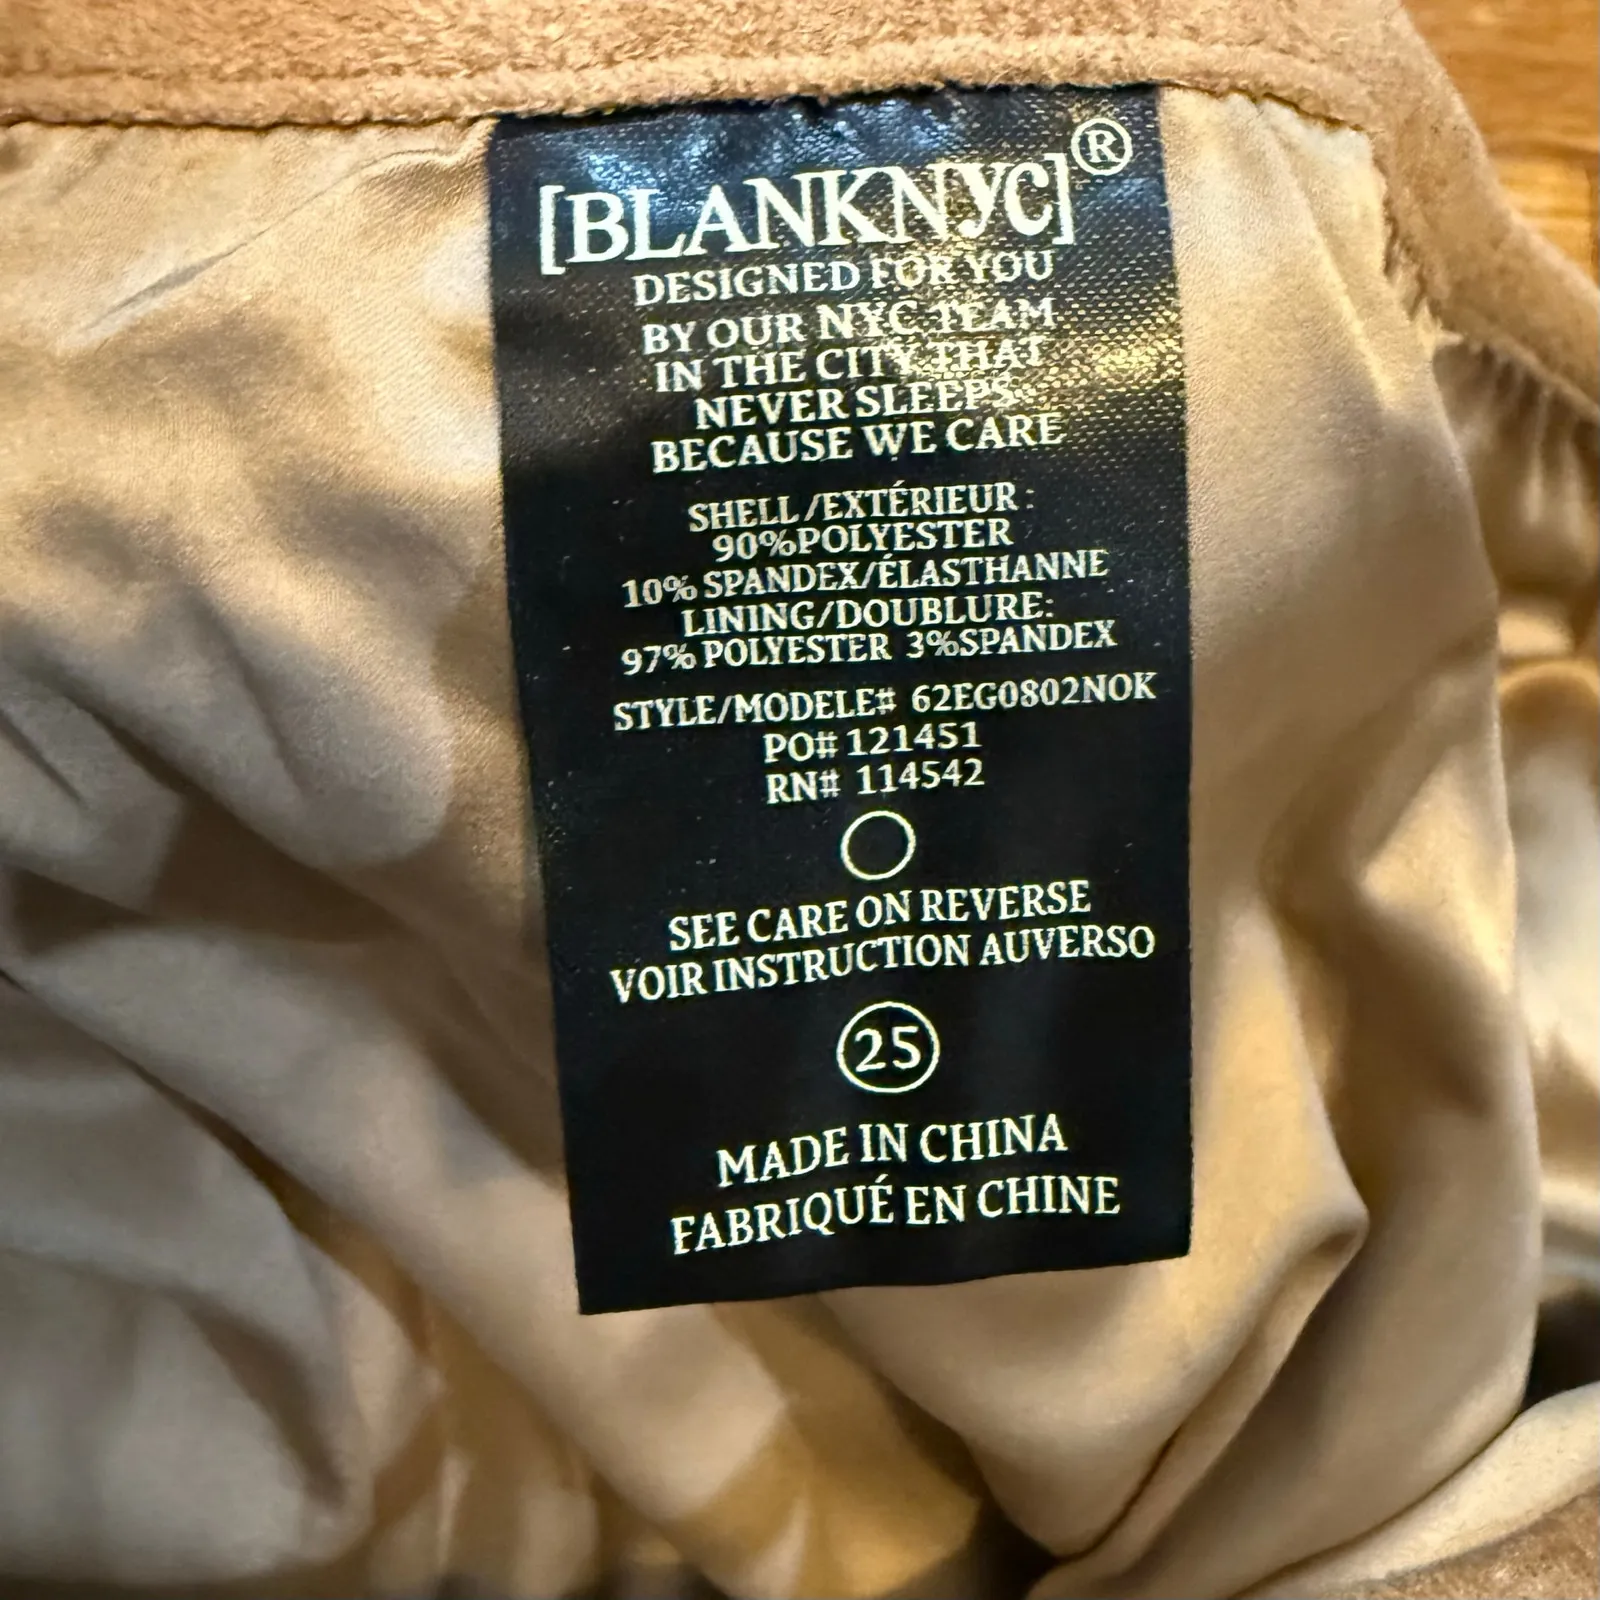 [BLANKNYC]®
DESIGNED FOR YOU
BY OUR NYC TEAM
IN THE CITY THAT
NEVER SLEEPS
BECAUSE WE CARE
SHELL/EXTÉRIEUR:
90%POLYESTER
10% SPANDEX/ÉLASTHANNE
LINING/DOUBLURE:
97% POLYESTER 3%SPANDEX
STYLE/MODELE# 62EG0802NOK
PO# 121451
RN# 114542
SEE CARE ON REVERSE
VOIR INSTRUCTION AUVERSO
25
MADE IN CHINA
FABRIQUÉ EN CHINE